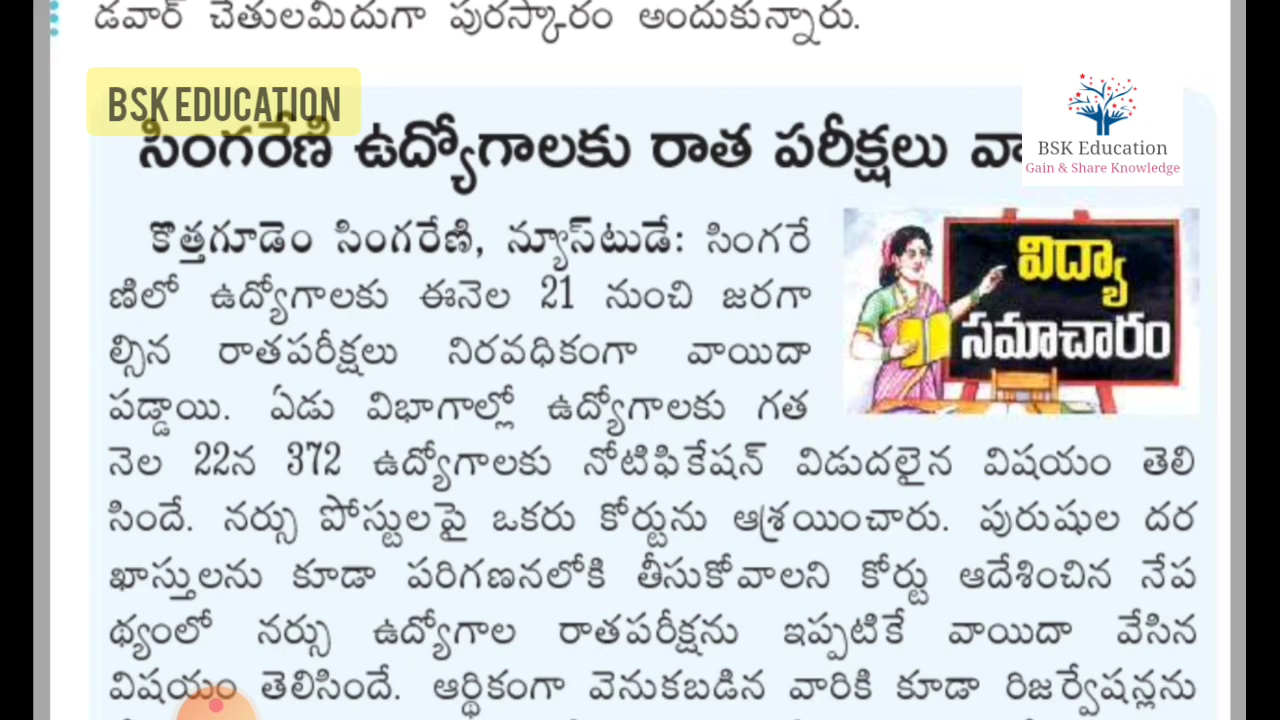 డవార్ చేతులమీదుగా పురస్కారం అందుకున్నారు.
BSK EDUCATION
సింగరేణి ఉద్యోగాలకు రాత పరీక్షలు
BSK Education
Gain & Share Knowledge
కొత్తగూడెం సింగరేణి, న్యూస్‌టుడే: సింగరే
ణిలో ఉద్యోగాలకు ఈనెల 21 నుంచి జరగా
ల్సిన రాతపరీక్షలు నిరవధికంగా వాయిదా
పడ్డాయి. ఏడు విభాగాల్లో ఉద్యోగాలకు గత
విద్యా
సమాచారం
నెల 22న 372 ఉద్యోగాలకు నోటిఫికేషన్ విడుదలైన విషయం తెలి
సిందే. నర్సు పోస్టులపై ఒకరు కోర్టును ఆశ్రయించారు. పురుషుల దర
ఖాస్తులను కూడా పరిగణనలోకి తీసుకోవాలని కోర్టు ఆదేశించిన నేప
థ్యంలో నర్సు ఉద్యోగాల రాతపరీక్షను ఇప్పటికే వాయిదా వేసిన
విషయం తెలిసిందే. ఆర్థికంగా వెనుకబడిన వారికి కూడా రిజర్వేషన్లను